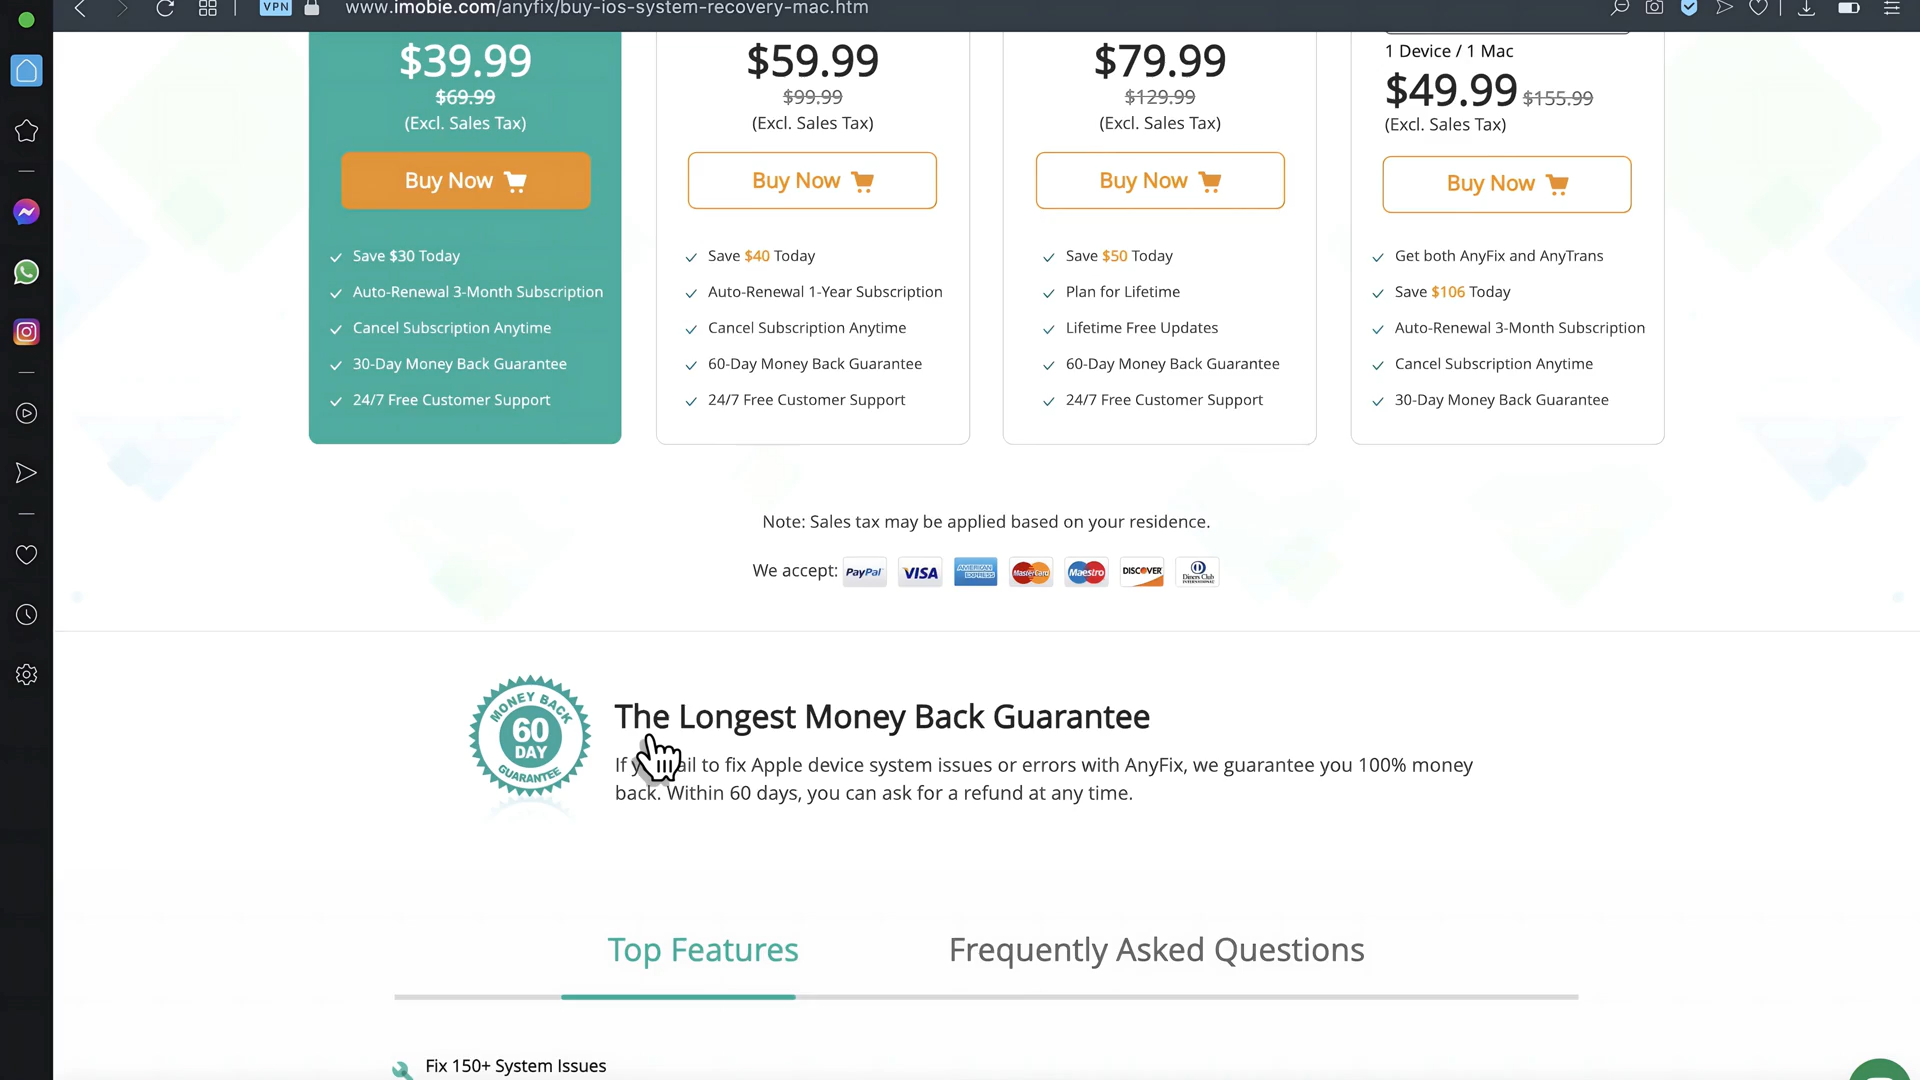 VPN www.imobie.com/anyfix/buy-ios-system-recovery-mac.htm
$39.99
$69.99
(Excl. Sales Tax)
Buy Now
Save $30 Today
Auto-Renewal 3-Month Subscription
Cancel Subscription Anytime
30-Day Money Back Guarantee
24/7 Free Customer Support
$59.99
$99.99
(Excl. Sales Tax)
Buy Now
Save $40 Today
Auto-Renewal 1-Year Subscription
Cancel Subscription Anytime
60-Day Money Back Guarantee
24/7 Free Customer Support
$79.99
$129.99
(Excl. Sales Tax)
Buy Now
Save $50 Today
Plan for Lifetime
Lifetime Free Updates
60-Day Money Back Guarantee
24/7 Free Customer Support
1 Device / 1 Mac
$49.99 $155.99
(Excl. Sales Tax)
Buy Now
Get both AnyFix and AnyTrans
Save $106 Today
Auto-Renewal 3-Month Subscription
Cancel Subscription Anytime
30-Day Money Back Guarantee
Note: Sales tax may be applied based on your residence.
We accept: PayPal VISA AMERICAN EXPRESS MasterCard Maestro DISCOVER Diners Club INTERNATIONAL
MONEY BACK
60
DAY
GUARANTEE
The Longest Money Back Guarantee
If to fix Apple device system issues or errors with AnyFix, we guarantee you 100% money
back. Within 60 days, you can ask for a refund at any time.
Top Features
Frequently Asked Questions
Fix 150+ System Issues